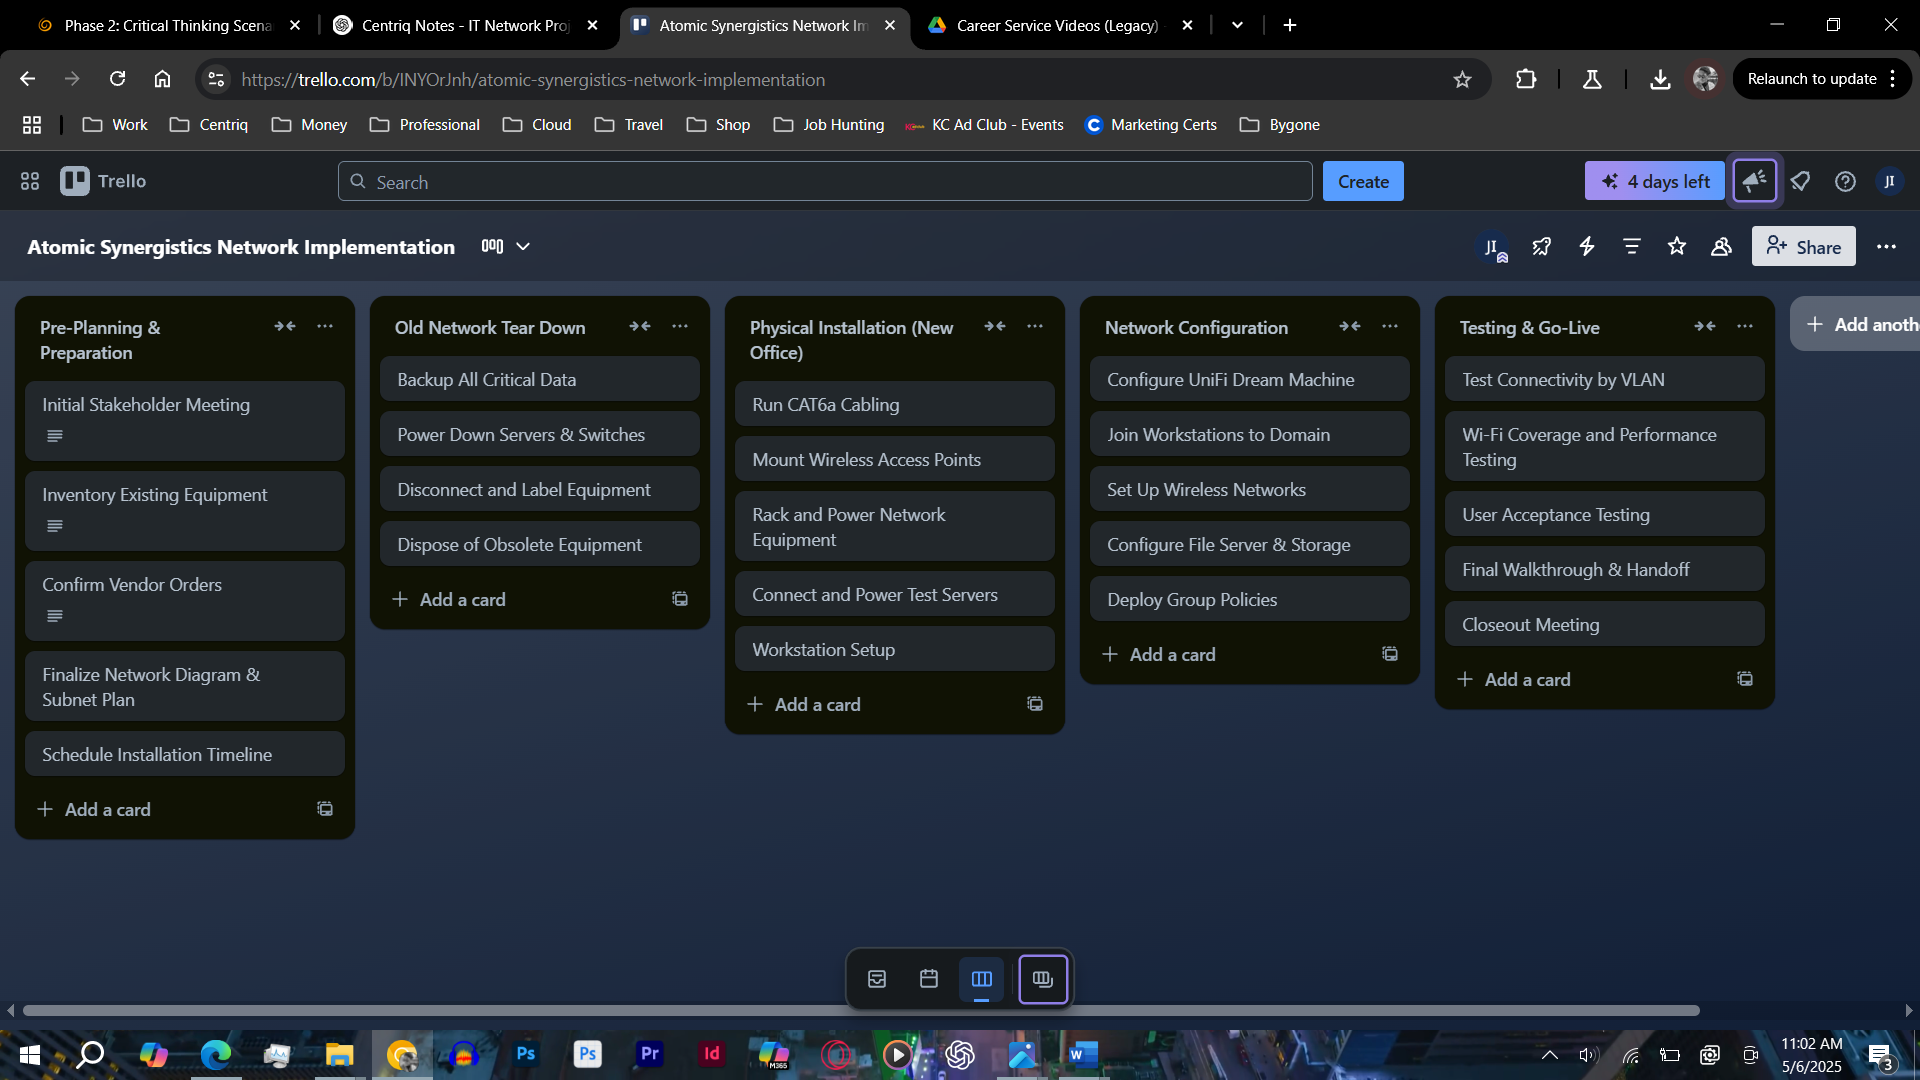 Phase 2: Critical Thinking Scena
Centriq Notes - IT Network Proj
Atomic Synergistics Network Im
Career Service Videos (Legacy)
https://trello.com/b/INYOrJnh/atomic-synergistics-network-implementation
Relaunch to update
Work
Centriq
Money
Professional
Cloud
Travel
Shop
Job Hunting
KC Ad Club - Events
Marketing Certs
Bygone
Trello
Search
Create
4 days left
JI
Atomic Synergistics Network Implementation
JI
Share
Pre-Planning &
Preparation
Initial Stakeholder Meeting
Inventory Existing Equipment
Confirm Vendor Orders
Finalize Network Diagram &
Subnet Plan
Schedule Installation Timeline
Add a card
Old Network Tear Down
Backup All Critical Data
Power Down Servers & Switches
Disconnect and Label Equipment
Dispose of Obsolete Equipment
Add a card
Physical Installation (New
Office)
Run CAT6a Cabling
Mount Wireless Access Points
Rack and Power Network
Equipment
Connect and Power Test Servers
Workstation Setup
Add a card
Network Configuration
Configure UniFi Dream Machine
Join Workstations to Domain
Set Up Wireless Networks
Configure File Server & Storage
Deploy Group Policies
Add a card
Testing & Go-Live
Test Connectivity by VLAN
Wi-Fi Coverage and Performance
Testing
User Acceptance Testing
Final Walkthrough & Handoff
Closeout Meeting
Add a card
Add anoth
Ps
Ps
Pr
Id
M365
W
11:02 AM
5/6/2025
3